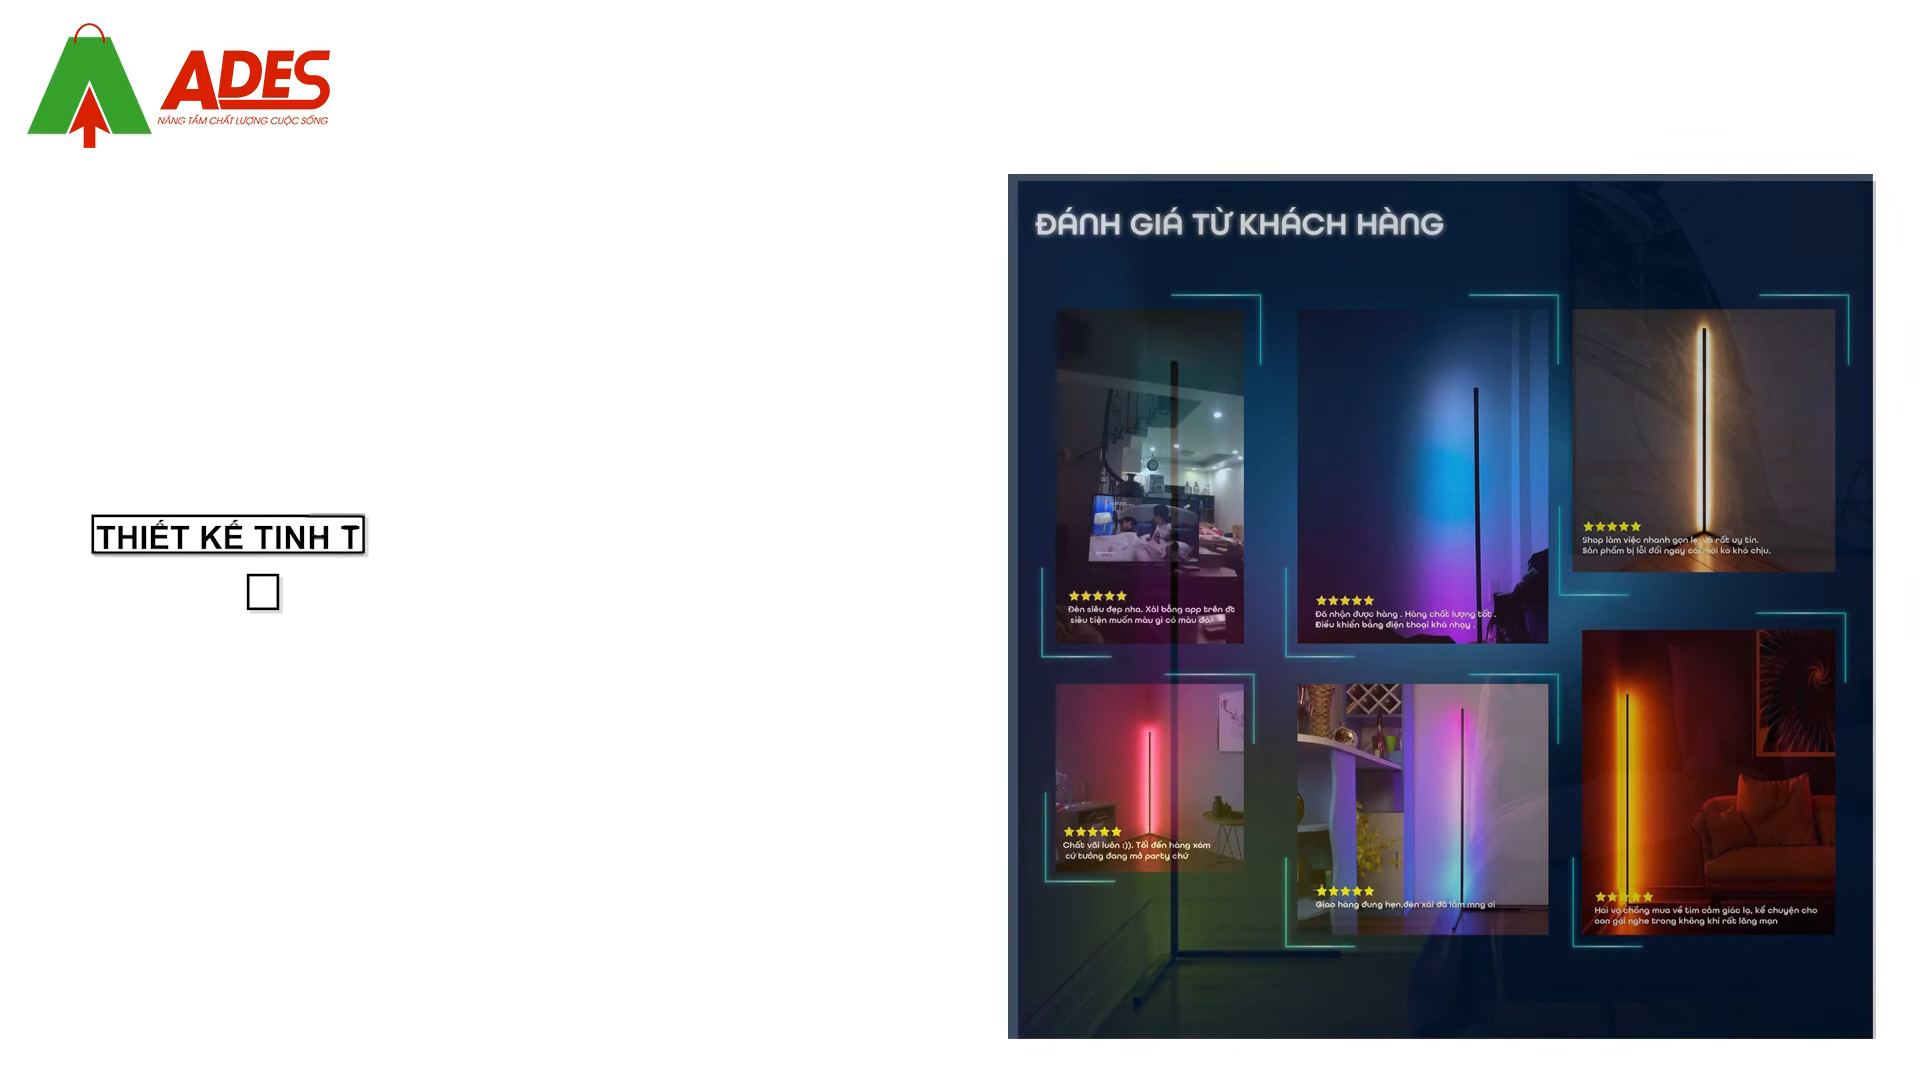 ADES
NÂNG TẦM CHẤT LƯỢNG CUỘC SỐNG
ĐÁNH GIÁ TỪ KHÁCH HÀNG
THIẾT KẾ TINH T
Đèn siêu đẹp nha. Xài bằng app trên đt
siêu tiện muốn màu gì có màu đó.
Đã nhận được hàng . Hàng chất lượng tốt .
Điều khiển bằng điện thoại khá nhạy .
Shop làm việc nhanh gọn lẹ, và rất uy tín.
Sản phẩm bị lỗi đổi ngay cái mới ko khó chịu.
Chất vãi luôn :)). Tối đến hàng xóm
cứ tưởng đang mở party chứ
Giao hàng đúng hẹn,đèn xài đã lắm mng ơi
Hai vợ chồng mua về tìm cảm giác lạ, kể chuyện cho
con gái nghe trong không khí rất lãng mạn